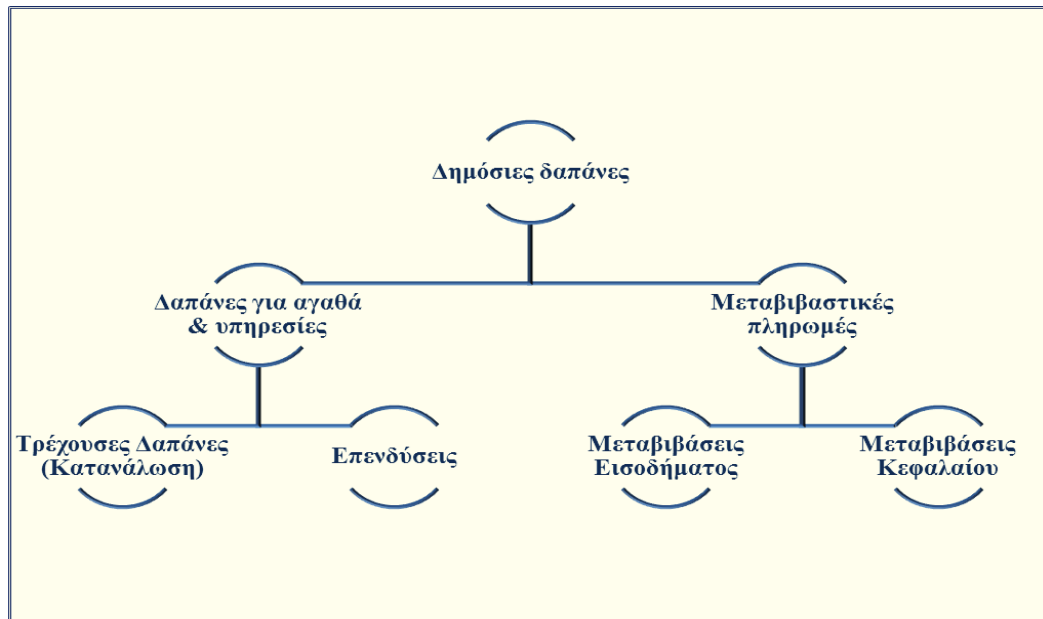 Δημόσιες δαπάνες
Δαπάνες για αγαθά
& υπηρεσίες
Μεταβιβαστικές
πληρωμές
Τρέχουσες Δαπάνες
(Κατανάλωση)
Επενδύσεις
Μεταβιβάσεις
Εισοδήματος
Μεταβιβάσεις
Κεφαλαίου